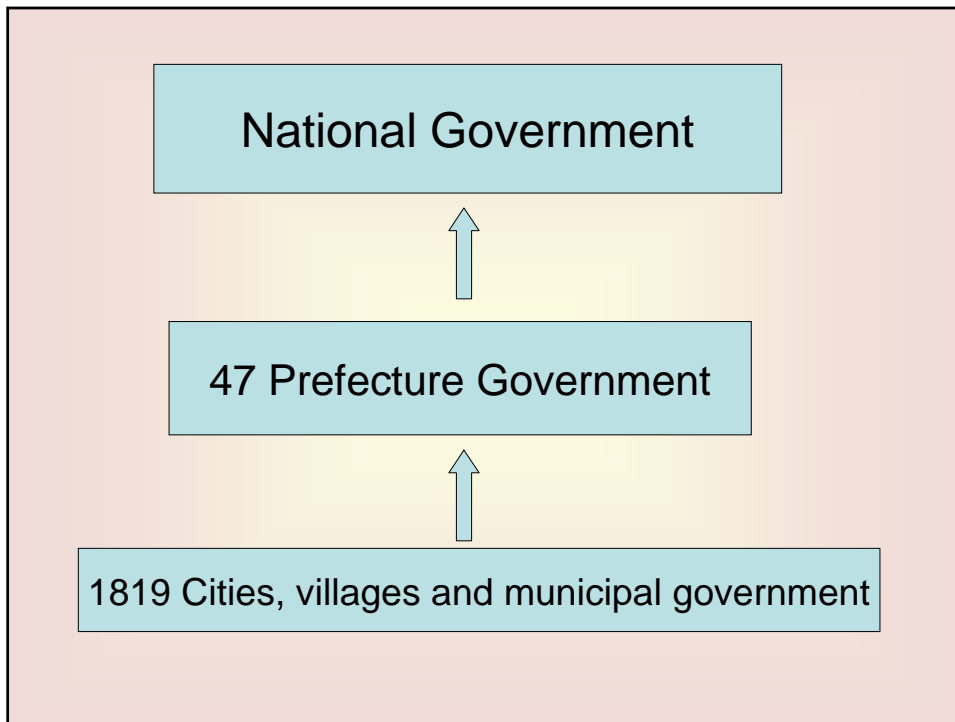 National Government
47 Prefecture Government
1819 Cities, villages and municipal government